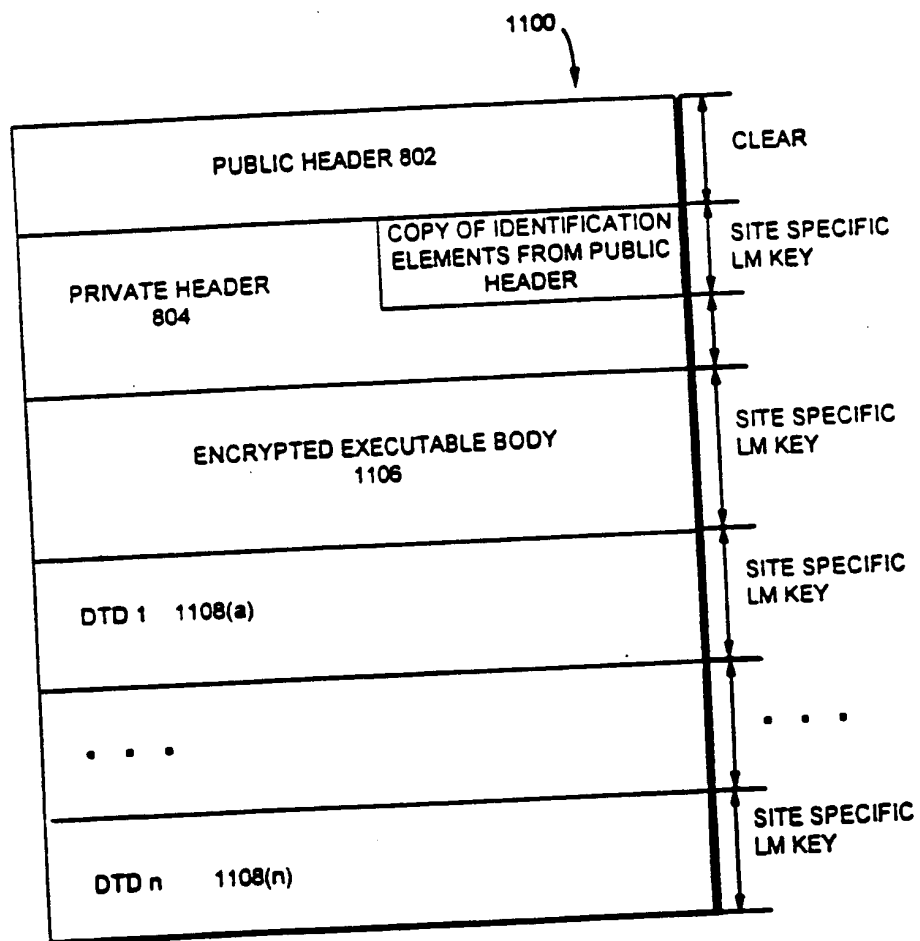 1100
PUBLIC HEADER 802
CLEAR
COPY OF IDENTIFICATION
ELEMENTS FROM PUBLIC
HEADER
SITE SPECIFIC
LM KEY
PRIVATE HEADER
804
ENCRYPTED EXECUTABLE BODY
1106
SITE SPECIFIC
LM KEY
DTD 1 1108(a)
SITE SPECIFIC
LM KEY
. . .
. . .
DTD n 1108(n)
SITE SPECIFIC
LM KEY